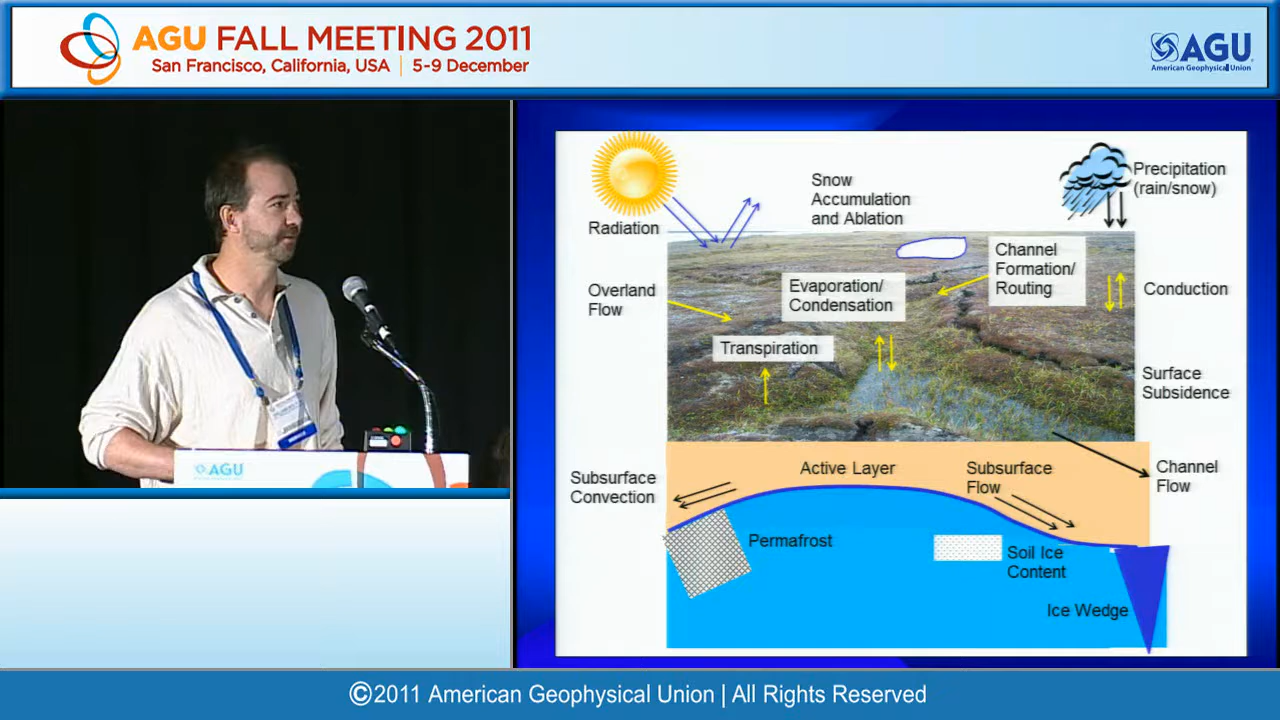 AGU FALL MEETING 2011
San Francisco, California, USA | 5-9 December
AGU
American Geophysical Union
Radiation
Snow
Accumulation
and Ablation
Precipitation
(rain/snow)
Overland
Flow
Evaporation/
Condensation
Channel
Formation/
Routing
Conduction
Transpiration
Surface
Subsidence
Subsurface
Convection
Active Layer
Subsurface
Flow
Channel
Flow
Permafrost
Soil Ice
Content
Ice Wedge
AGU
©2011 American Geophysical Union | All Rights Reserved